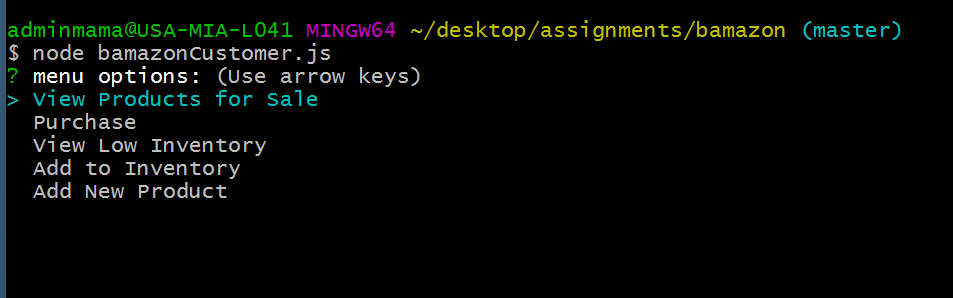 adminmama@USA-MIA-L041 MINGW64 ~/desktop/assignments/bamazon (master)
$ node bamazonCustomer.js
? menu options: (Use arrow keys)
> View Products for Sale
Purchase
View Low Inventory
Add to Inventory
Add New Product